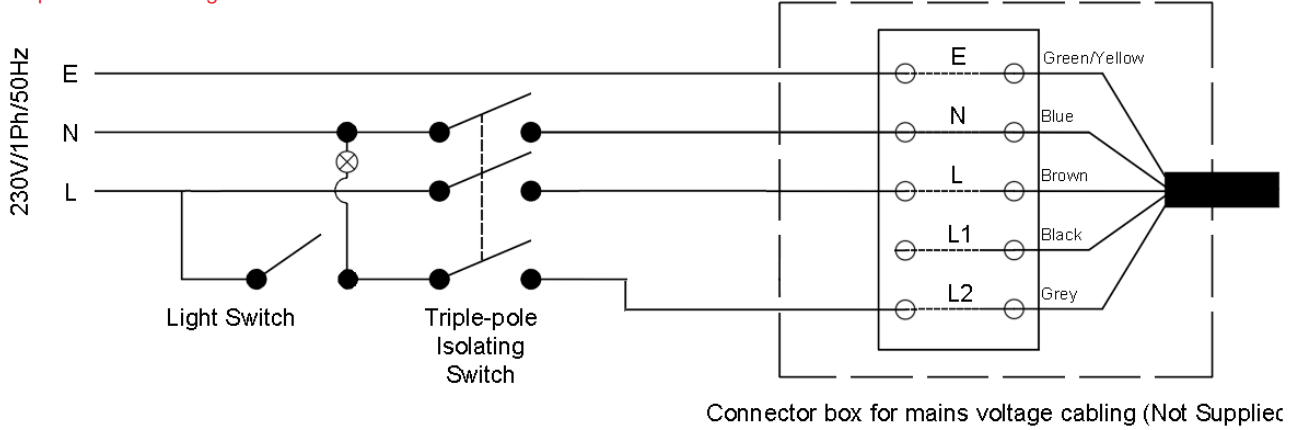 230V/1Ph/50Hz
E
N
L
E Green/Yellow
N Blue
L Brown
L1 Black
L2 Grey
Light Switch
Triple-pole
Isolating
Switch
Connector box for mains voltage cabling (Not Supplied